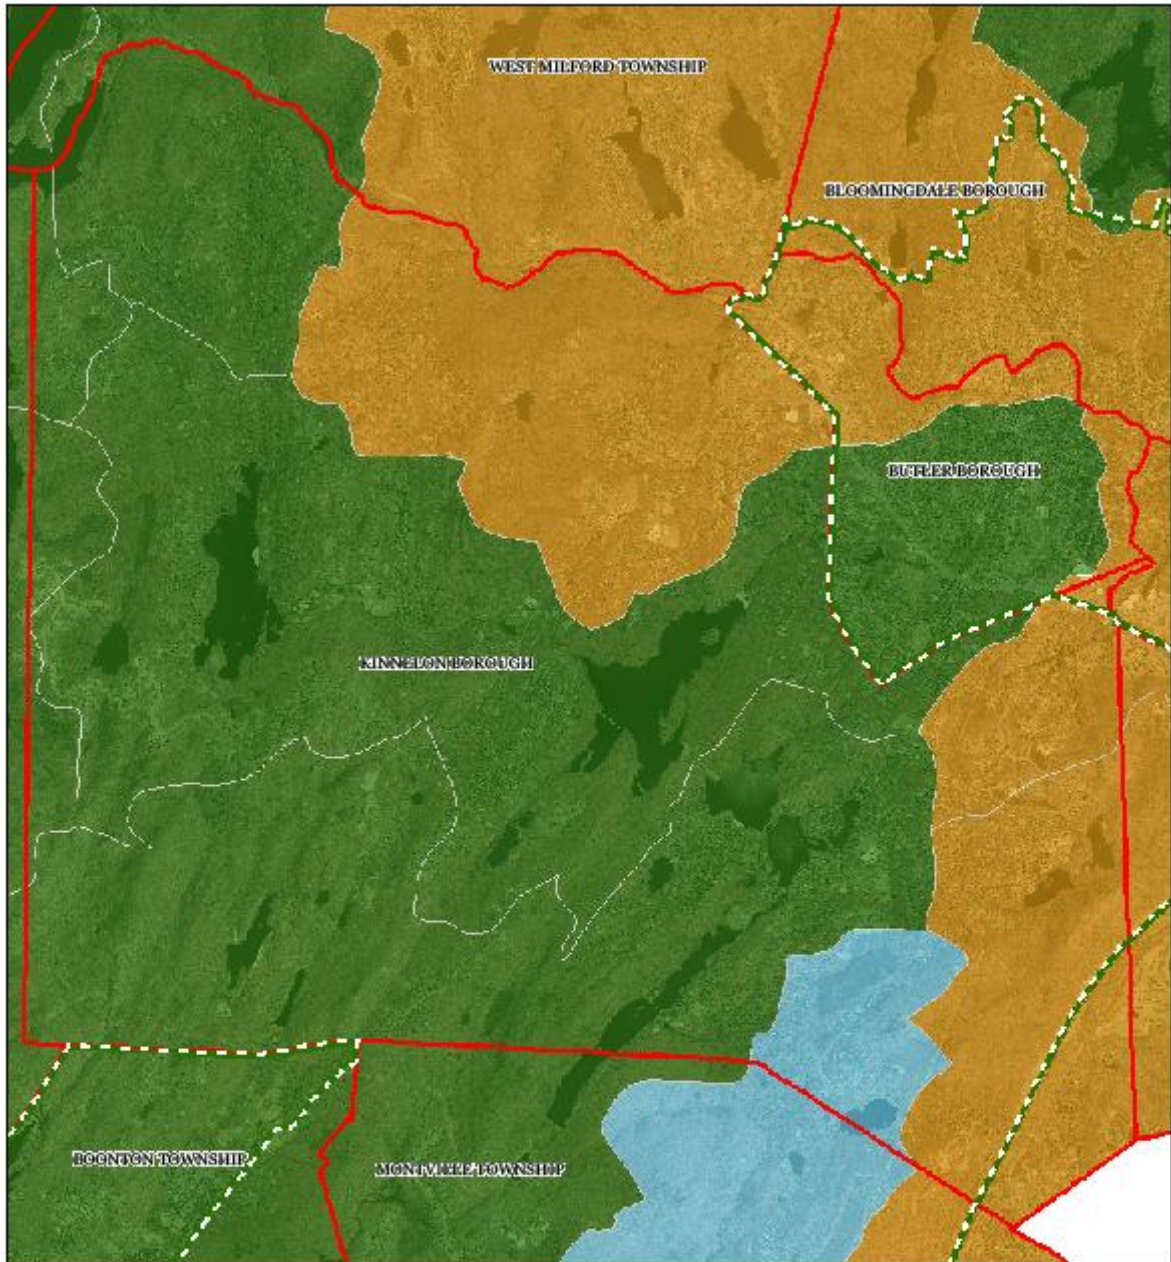 WEST MILFORD TOWNSHIP
BLOOMINGDALE BOROUGH
BUTLER BOROUGH
KINNELON BOROUGH
BOONTON TOWNSHIP
MONTVILLE TOWNSHIP